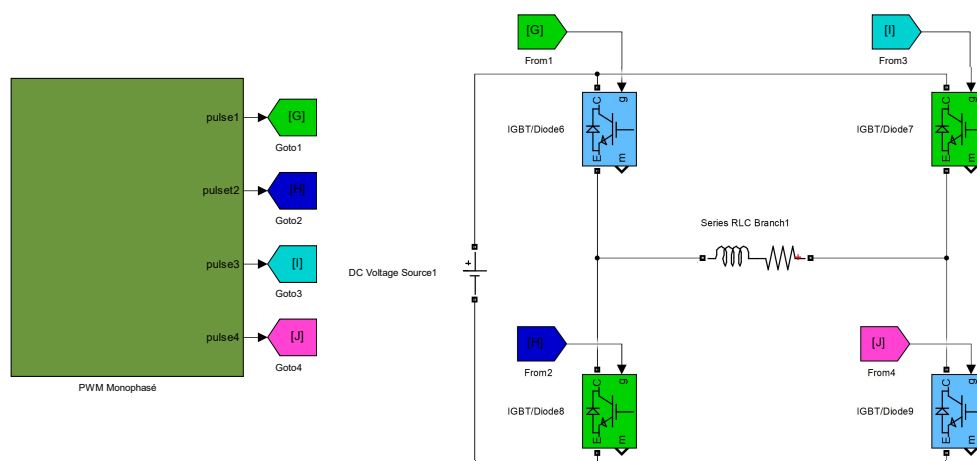 [G]
From1
[I]
From3
pulse1
[G]
Goto1
pulset2
[H]
Goto2
pulse3
[I]
Goto3
pulse4
[J]
Goto4
PWM Monophasé
DC Voltage Source1
+
IGBT/Diode6
g
C
E
m
IGBT/Diode7
g
C
E
m
Series RLC Branch1
+
[H]
From2
[J]
From4
IGBT/Diode8
g
C
E
m
IGBT/Diode9
g
C
E
m